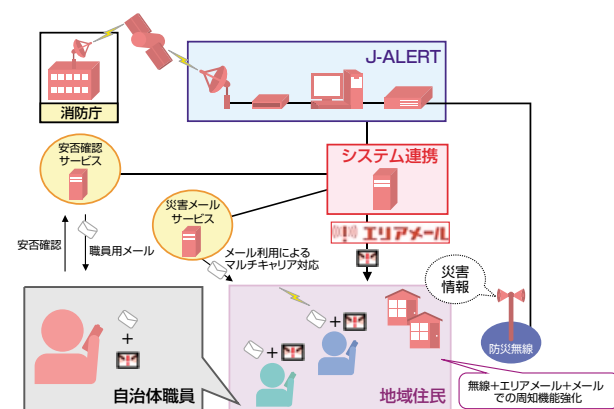 J-ALERT
消防庁
安否確認
サービス
システム連携
災害メール
サービス
エリアメール
安否確認
職員用メール
メール利用による
マルチキャリア対応
災害
情報
防災無線
+
+
+
自治体職員
地域住民
無線+エリアメール+メール
での周知機能強化